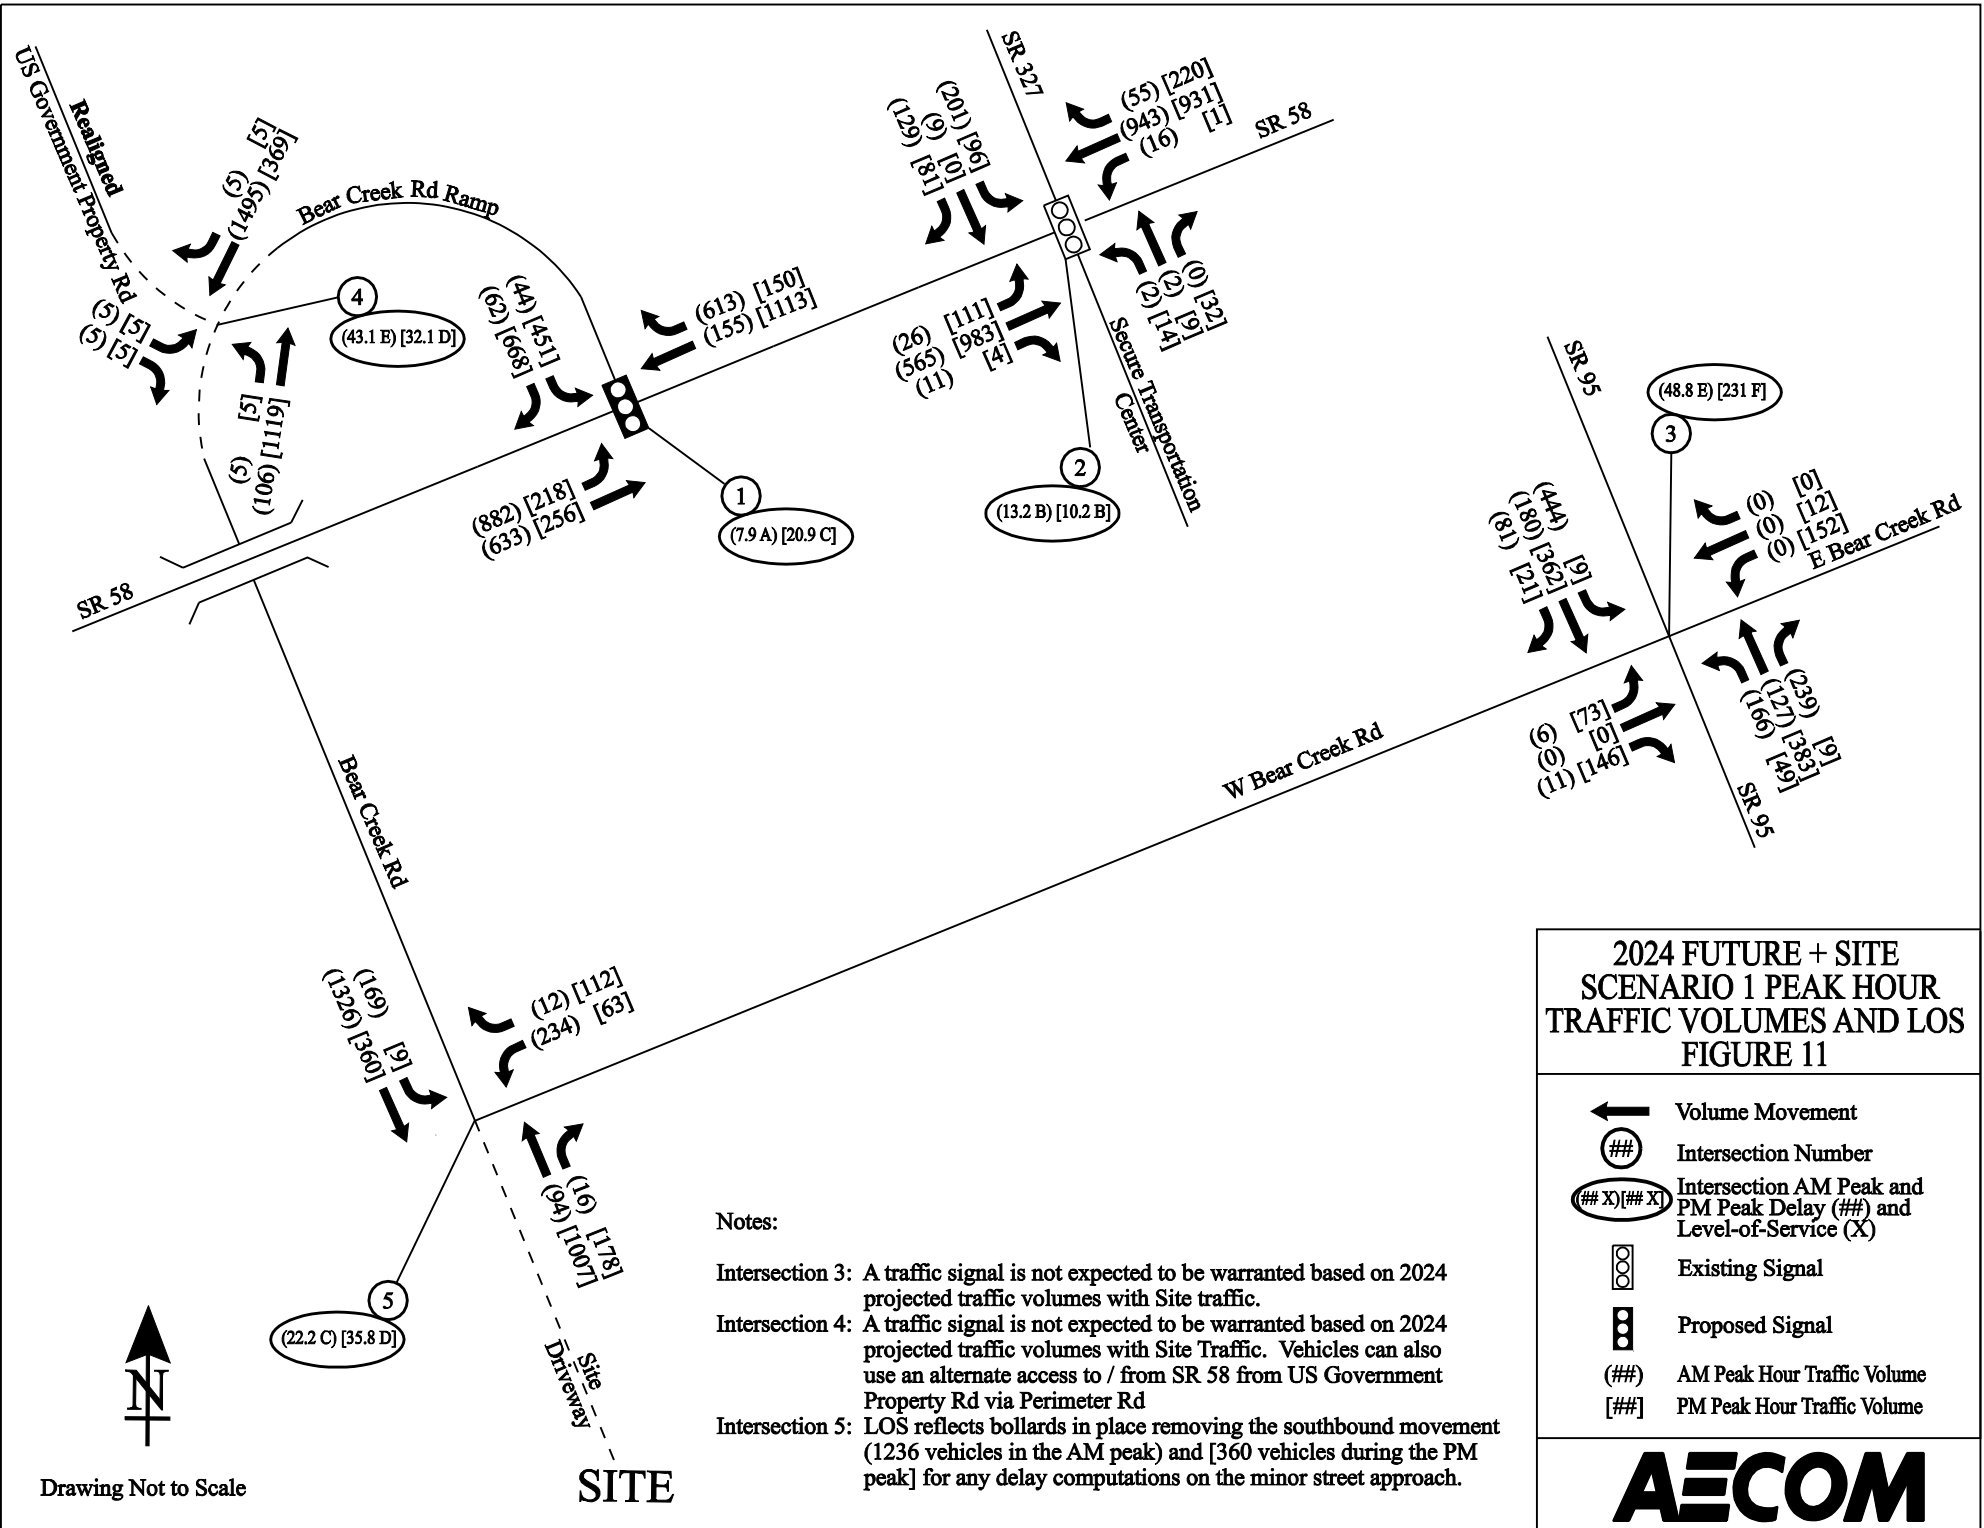 US Government Property Rd
Realigned
(5) [5]
(1495) [369]
Bear Creek Rd Ramp
4
(43.1 E) [32.1 D]
(5) [5]
(5) [5]
(5) [5]
(106) [1119]
(44) [451]
(62) [668]
(613) [150]
(155) [1113]
(882) [218]
(633) [256]
1
(7.9 A) [20.9 C]
SR 58
SR 327
(201) [96]
(9) [0]
(129) [81]
(55) [220]
(943) [931]
(16) [1]
SR 58
(26) [111]
(565) [983]
(11) [4]
(0) [32]
(2) [9]
(2) [14]
Secure Transportation
Center
2
(13.2 B) [10.2 B]
SR 95
(48.8 E) [231 F]
3
(444) [9]
(180) [362]
(81) [21]
(0) [0]
(0) [12]
(0) [152]
E Bear Creek Rd
(6) [73]
(0) [0]
(11) [146]
(239) [9]
(127) [383]
(166) [49]
SR 95
W Bear Creek Rd
Bear Creek Rd
(169) [9]
(1326) [360]
(12) [112]
(234) [63]
(16) [178]
(94) [1007]
5
(22.2 C) [35.8 D]
Site
Driveway
SITE
N
Drawing Not to Scale
Notes:
Intersection 3: A traffic signal is not expected to be warranted based on 2024
projected traffic volumes with Site traffic.
Intersection 4: A traffic signal is not expected to be warranted based on 2024
projected traffic volumes with Site Traffic. Vehicles can also
use an alternate access to / from SR 58 from US Government
Property Rd via Perimeter Rd
Intersection 5: LOS reflects bollards in place removing the southbound movement
(1236 vehicles in the AM peak) and [360 vehicles during the PM
peak] for any delay computations on the minor street approach.
2024 FUTURE + SITE
SCENARIO 1 PEAK HOUR
TRAFFIC VOLUMES AND LOS
FIGURE 11
Volume Movement
## Intersection Number
(## X)[## X] Intersection AM Peak and
PM Peak Delay (##) and
Level-of-Service (X)
Existing Signal
Proposed Signal
(##) AM Peak Hour Traffic Volume
[##] PM Peak Hour Traffic Volume
AECOM